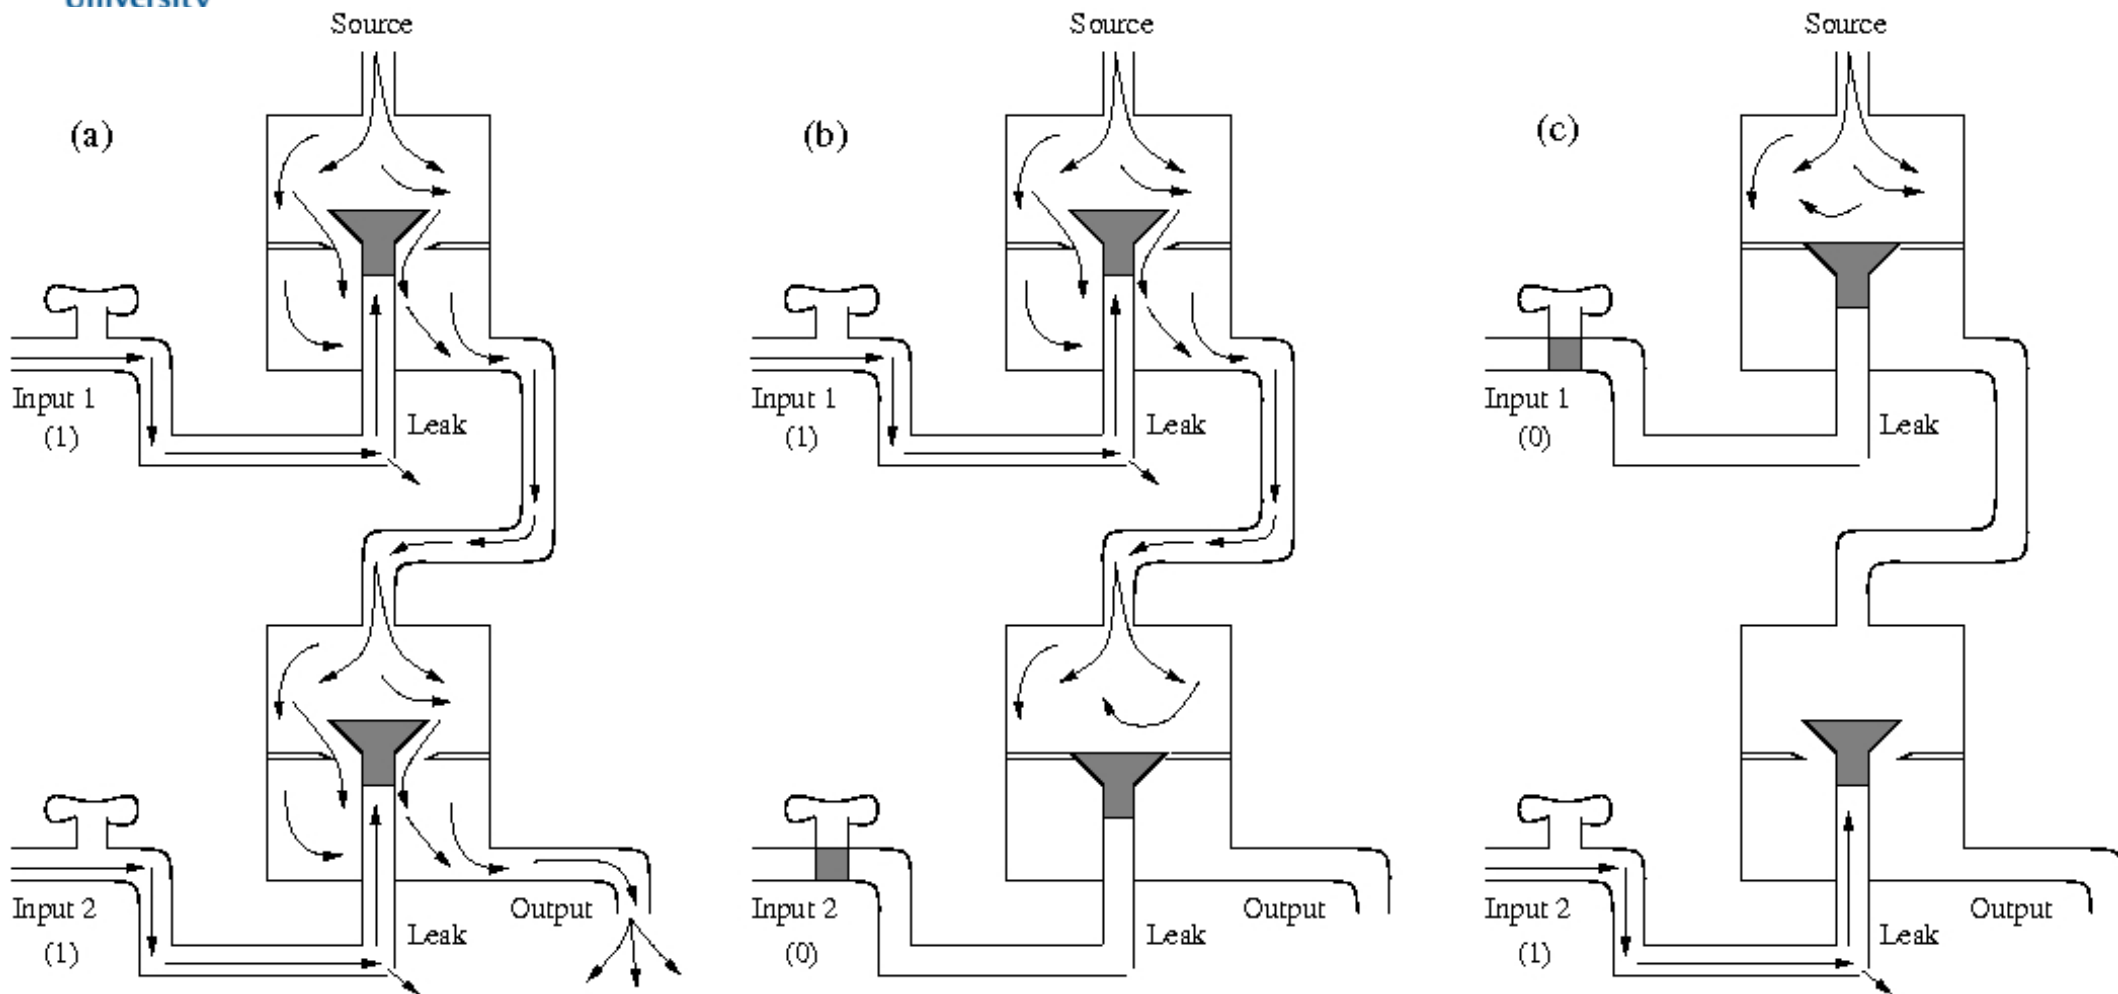 University
Source
Source
Source
(a)
(b)
(c)
Input 1
(1)
Leak
Input 1
(1)
Leak
Input 1
(0)
Leak
Input 2
(1)
Leak
Output
Input 2
(0)
Leak
Output
Input 2
(1)
Leak
Output